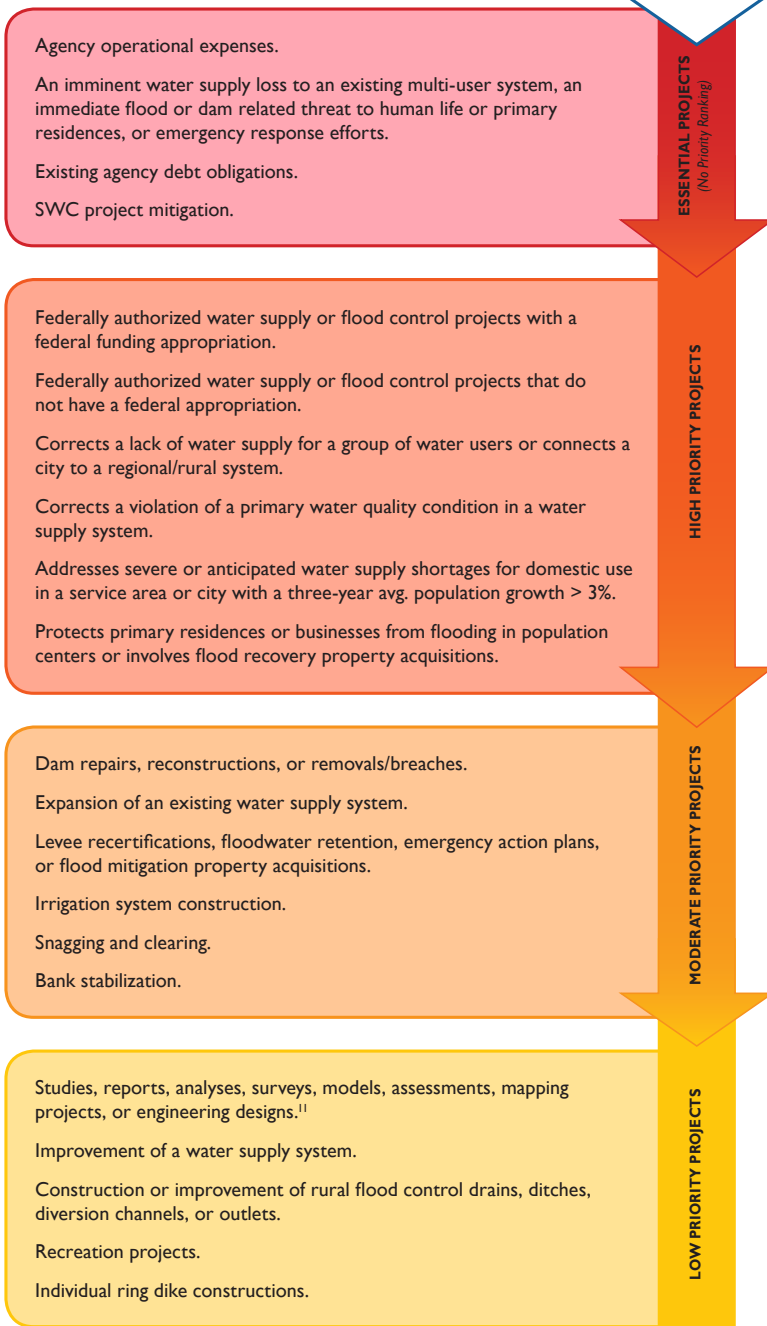 Agency operational expenses.
An imminent water supply loss to an existing multi-user system, an
immediate flood or dam related threat to human life or primary
residences, or emergency response efforts.
Existing agency debt obligations.
SWC project mitigation.
ESSENTIAL PROJECTS
(No Priority Ranking)
Federally authorized water supply or flood control projects with a
federal funding appropriation.
Federally authorized water supply or flood control projects that do
not have a federal appropriation.
Corrects a lack of water supply for a group of water users or connects a
city to a regional/rural system.
Corrects a violation of a primary water quality condition in a water
supply system.
Addresses severe or anticipated water supply shortages for domestic use
in a service area or city with a three-year avg. population growth > 3%.
Protects primary residences or businesses from flooding in population
centers or involves flood recovery property acquisitions.
HIGH PRIORITY PROJECTS
Dam repairs, reconstructions, or removals/breaches.
Expansion of an existing water supply system.
Levee recertifications, floodwater retention, emergency action plans,
or flood mitigation property acquisitions.
Irrigation system construction.
Snagging and clearing.
Bank stabilization.
MODERATE PRIORITY PROJECTS
Studies, reports, analyses, surveys, models, assessments, mapping
projects, or engineering designs.¹¹
Improvement of a water supply system.
Construction or improvement of rural flood control drains, ditches,
diversion channels, or outlets.
Recreation projects.
Individual ring dike constructions.
LOW PRIORITY PROJECTS